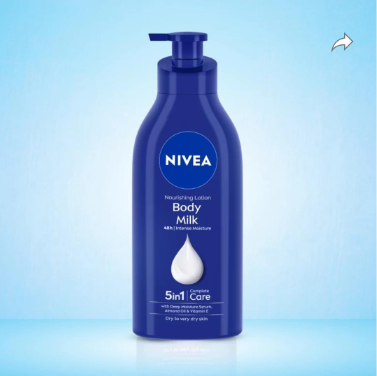 NIVEA
Nourishing Lotion
Body
Milk
48H | Intense Moisture
5in1 | Complete Care
with Deep Moisture Serum,
Almond Oil & Vitamin E
Dry to very dry skin